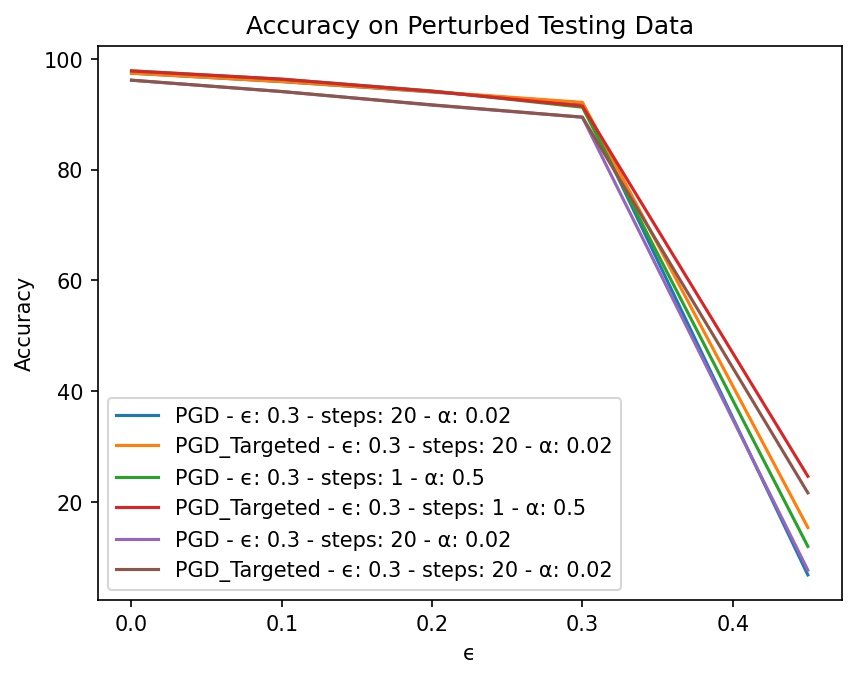 Accuracy on Perturbed Testing Data
100
80
60
40
20
Accuracy
PGD - ϵ: 0.3 - steps: 20 - α: 0.02
PGD_Targeted - ϵ: 0.3 - steps: 20 - α: 0.02
PGD - ϵ: 0.3 - steps: 1 - α: 0.5
PGD_Targeted - ϵ: 0.3 - steps: 1 - α: 0.5
PGD - ϵ: 0.3 - steps: 20 - α: 0.02
PGD_Targeted - ϵ: 0.3 - steps: 20 - α: 0.02
0.0 0.1 0.2 0.3 0.4
ϵ